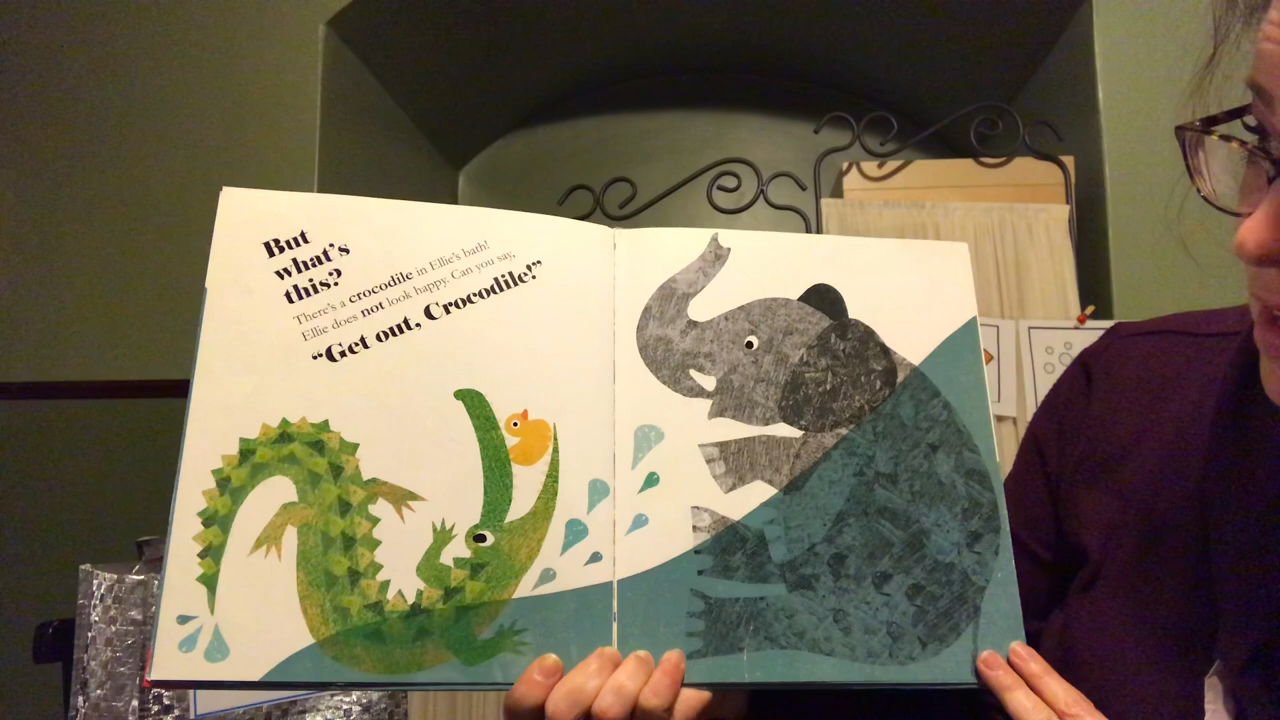 But
what's
this?
There's a crocodile in Ellie's bath!
Ellie does not look happy. Can you say,
“Get out, Crocodile!”